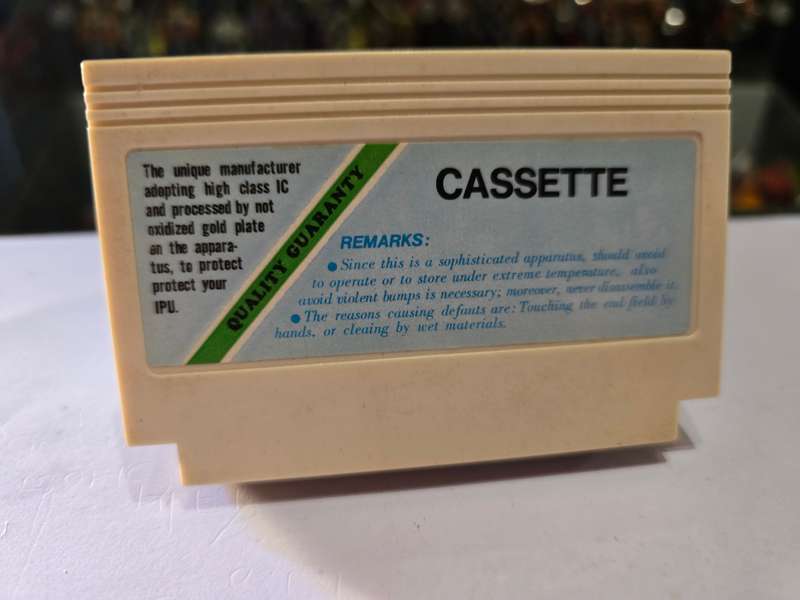 The unique manufacturer
adopting high class IC
and processed by not
oxidized gold plate
on the appara-
tus, to protect
protect your
IPU.
QUALITY GUARANTY
CASSETTE
REMARKS:
● Since this is a sophisticated apparatus, should avoid
to operate or to store under extreme temperature, also
avoid violent bumps is necessary; moreover, never disassemble it.
● The reasons causing defauts are: Touching the end field by
hands, or cleaing by wet materials.